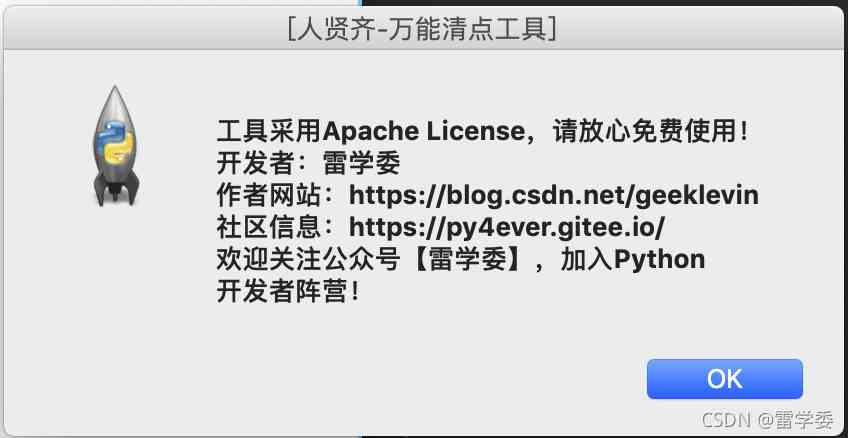 [人贤齐-万能清点工具]
工具采用Apache License，请放心免费使用！
开发者：雷学委
作者网站：https://blog.csdn.net/geeklevin
社区信息：https://py4ever.gitee.io/
欢迎关注公众号【雷学委】，加入Python
开发者阵营！
OK
CSDN @雷学委